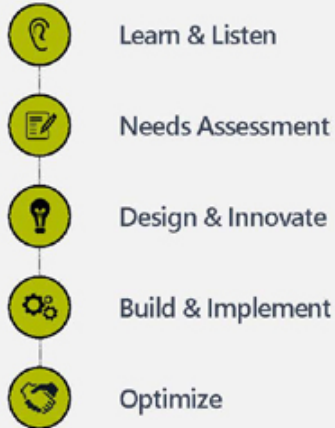 Learn & Listen
Needs Assessment
Design & Innovate
Build & Implement
Optimize